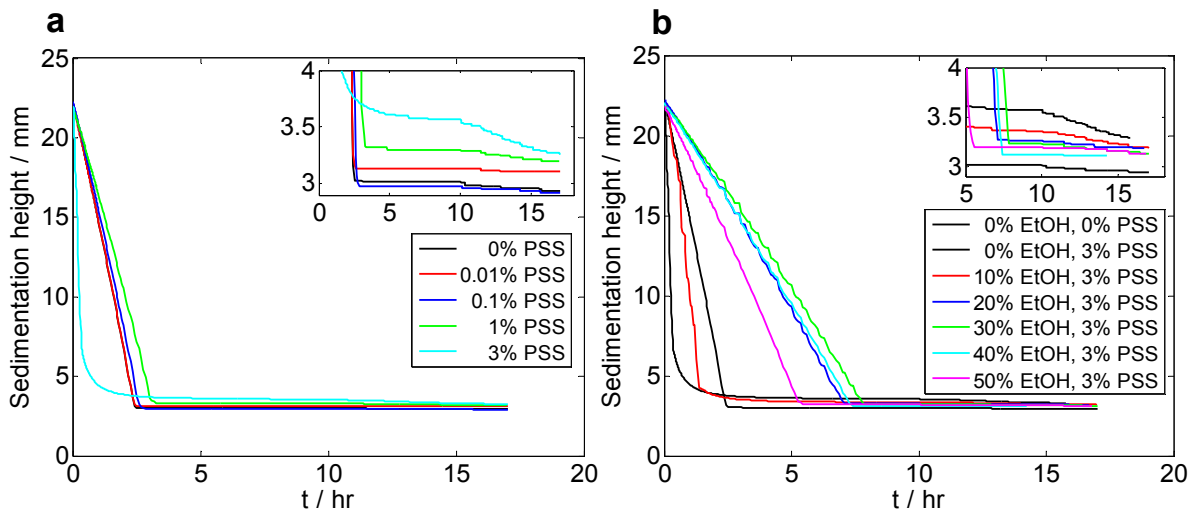 a
Sedimentation height / mm
25
20
15
10
5
0
0 5 10 15 20
t / hr
4
3.5
3
0 5 10 15
0% PSS
0.01% PSS
0.1% PSS
1% PSS
3% PSS
b
Sedimentation height / mm
25
20
15
10
5
0
0 5 10 15 20
t / hr
4
3.5
3
5 10 15
0% EtOH, 0% PSS
0% EtOH, 3% PSS
10% EtOH, 3% PSS
20% EtOH, 3% PSS
30% EtOH, 3% PSS
40% EtOH, 3% PSS
50% EtOH, 3% PSS